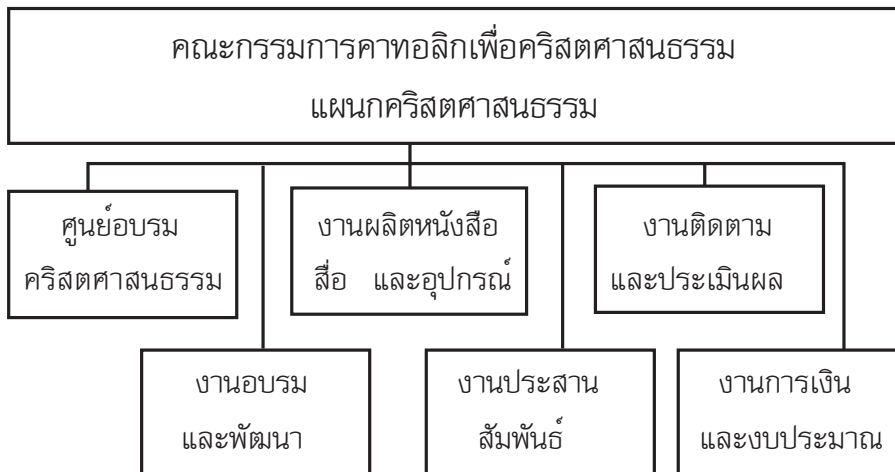 คณะกรรมการคาทอลิกเพื่อคริสตศาสนธรรม
แผนกคริสตศาสนธรรม
ศูนย์อบรม
คริสตศาสนธรรม
งานผลิตหนังสือ
สื่อ และอุปกรณ์
งานติดตาม
และประเมินผล
งานอบรม
และพัฒนา
งานประสาน
สัมพันธ์
งานการเงิน
และงบประมาณ